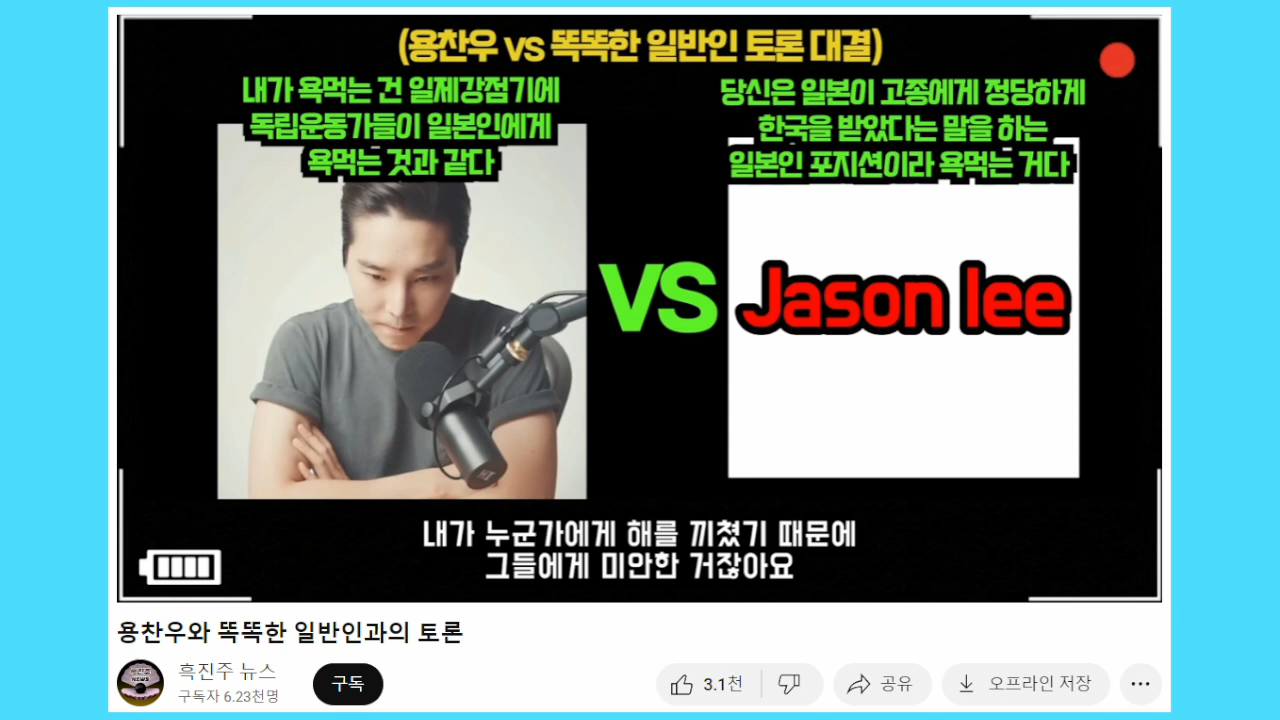 (용찬우 vs 똑똑한 일반인 토론 대결)
내가 욕먹는 건 일제강점기에
독립운동가들이 일본인에게
욕먹는 것과 같다
당신은 일본이 고종에게 정당하게
한국을 받았다는 말을 하는
일본인 포지션이라 욕먹는 거다
VS
Jason lee
내가 누군가에게 해를 끼쳤기 때문에
그들에게 미안한 거잖아요
용찬우와 똑똑한 일반인과의 토론
흑진주 뉴스
구독자 6.23천명
구독
3.1천
공유
오프라인 저장
NEWS